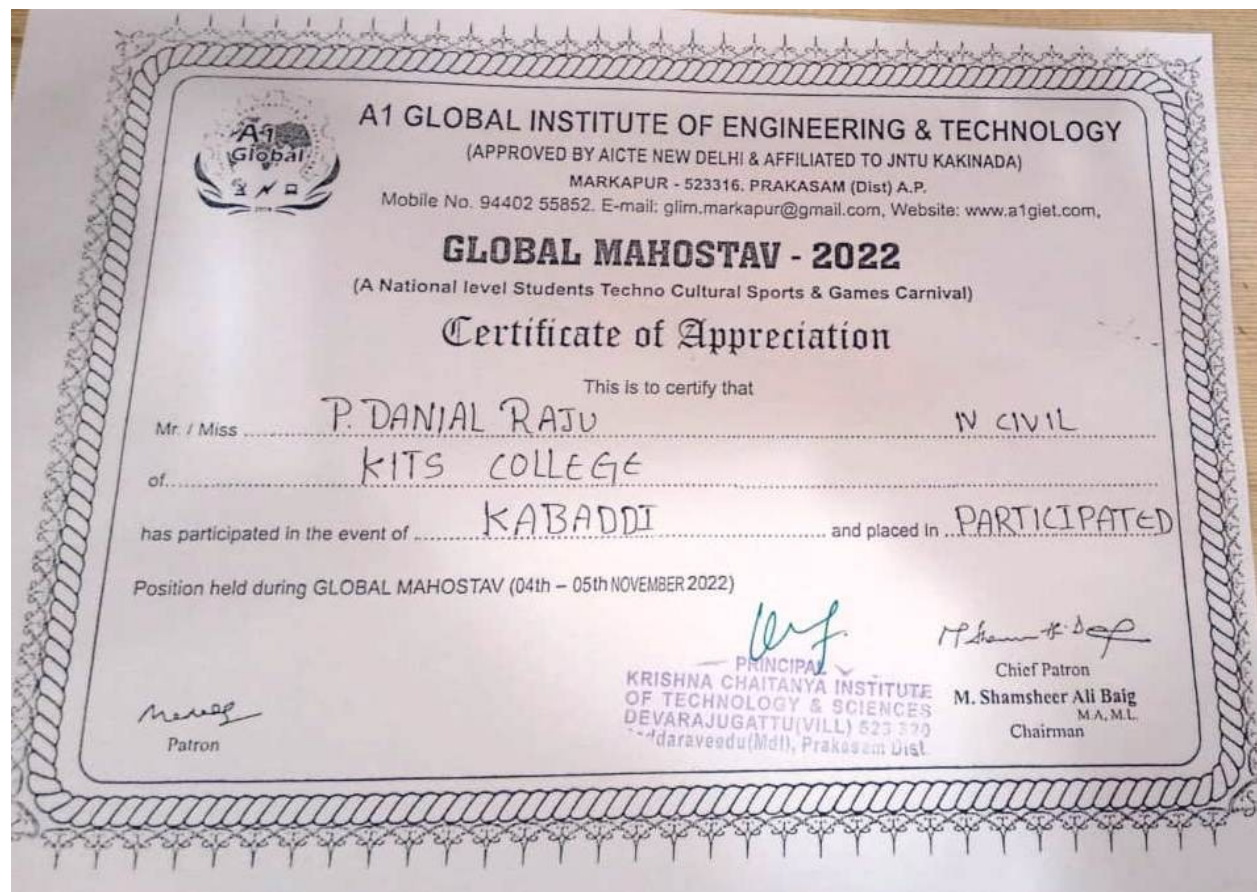 A1
Global
A1 GLOBAL INSTITUTE OF ENGINEERING & TECHNOLOGY
(APPROVED BY AICTE NEW DELHI & AFFILIATED TO JNTU KAKINADA)
MARKAPUR - 523316. PRAKASAM (Dist) A.P.
Mobile No. 94402 55852. E-mail: glim.markapur@gmail.com, Website: www.a1giet.com,
GLOBAL MAHOSTAV - 2022
(A National level Students Techno Cultural Sports & Games Carnival)
Certificate of Appreciation
This is to certify that
Mr. / Miss P. DANIAL RAJU IV CIVIL
of KITS COLLEGE
has participated in the event of KABADDI and placed in PARTICIPATED
Position held during GLOBAL MAHOSTAV (04th – 05th NOVEMBER 2022)
Patron
PRINCIPAL
KRISHNA CHAITANYA INSTITUTE
OF TECHNOLOGY & SCIENCES
DEVARAJUGATTU(VILL) 523 320
(Mdl), Prakasam Dist.
Chief Patron
M. Shamsheer Ali Baig
M.A, M.L.
Chairman